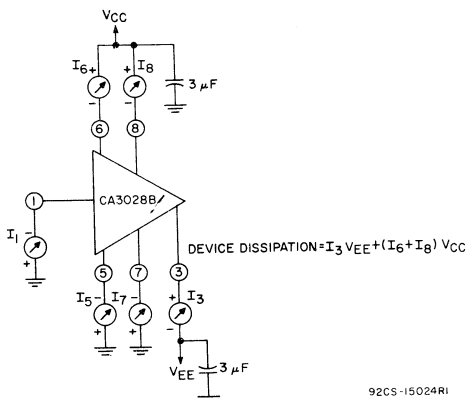 VCC
I6 + + I8
- -
3 μF
6 8
1
CA3028B
I1 -
+
DEVICE DISSIPATION=I3 VEE+(I6+I8) VCC
5 7 3
I5 - I7 - + I3
+ + -
VEE 3 μF
92CS-15024R1